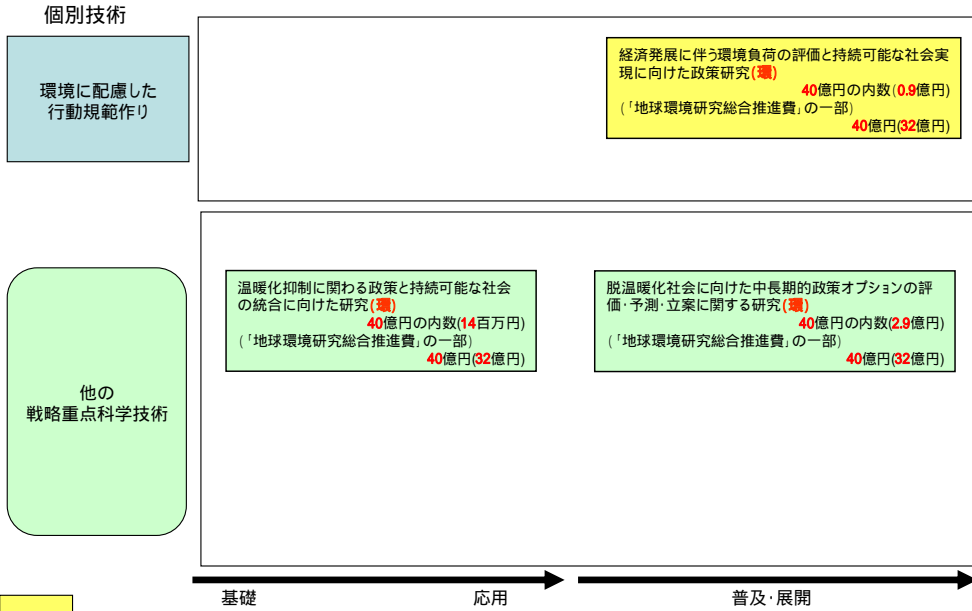 個別技術
環境に配慮した
行動規範作り
経済発展に伴う環境負荷の評価と持続可能な社会実
現に向けた政策研究(環)
40億円の内数(0.9億円)
(「地球環境研究総合推進費」の一部)
40億円(32億円)
他の
戦略重点科学技術
温暖化抑制に関わる政策と持続可能な社会
の統合に向けた研究(環)
40億円の内数(14百万円)
(「地球環境研究総合推進費」の一部)
40億円(32億円)
脱温暖化社会に向けた中長期的政策オプションの評
価・予測・立案に関する研究(環)
40億円の内数(2.9億円)
(「地球環境研究総合推進費」の一部)
40億円(32億円)
基礎 応用 普及・展開